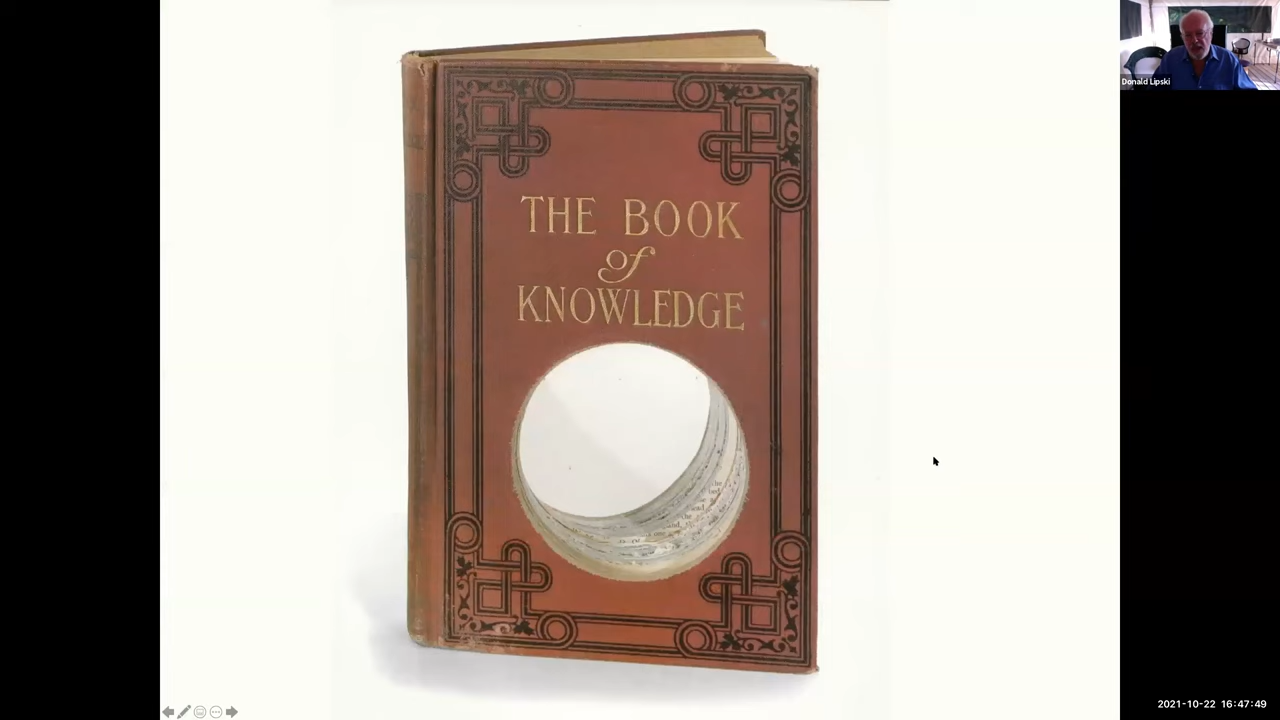 THE BOOK
of
KNOWLEDGE
Donald Lipski
2021-10-22 16:47:49